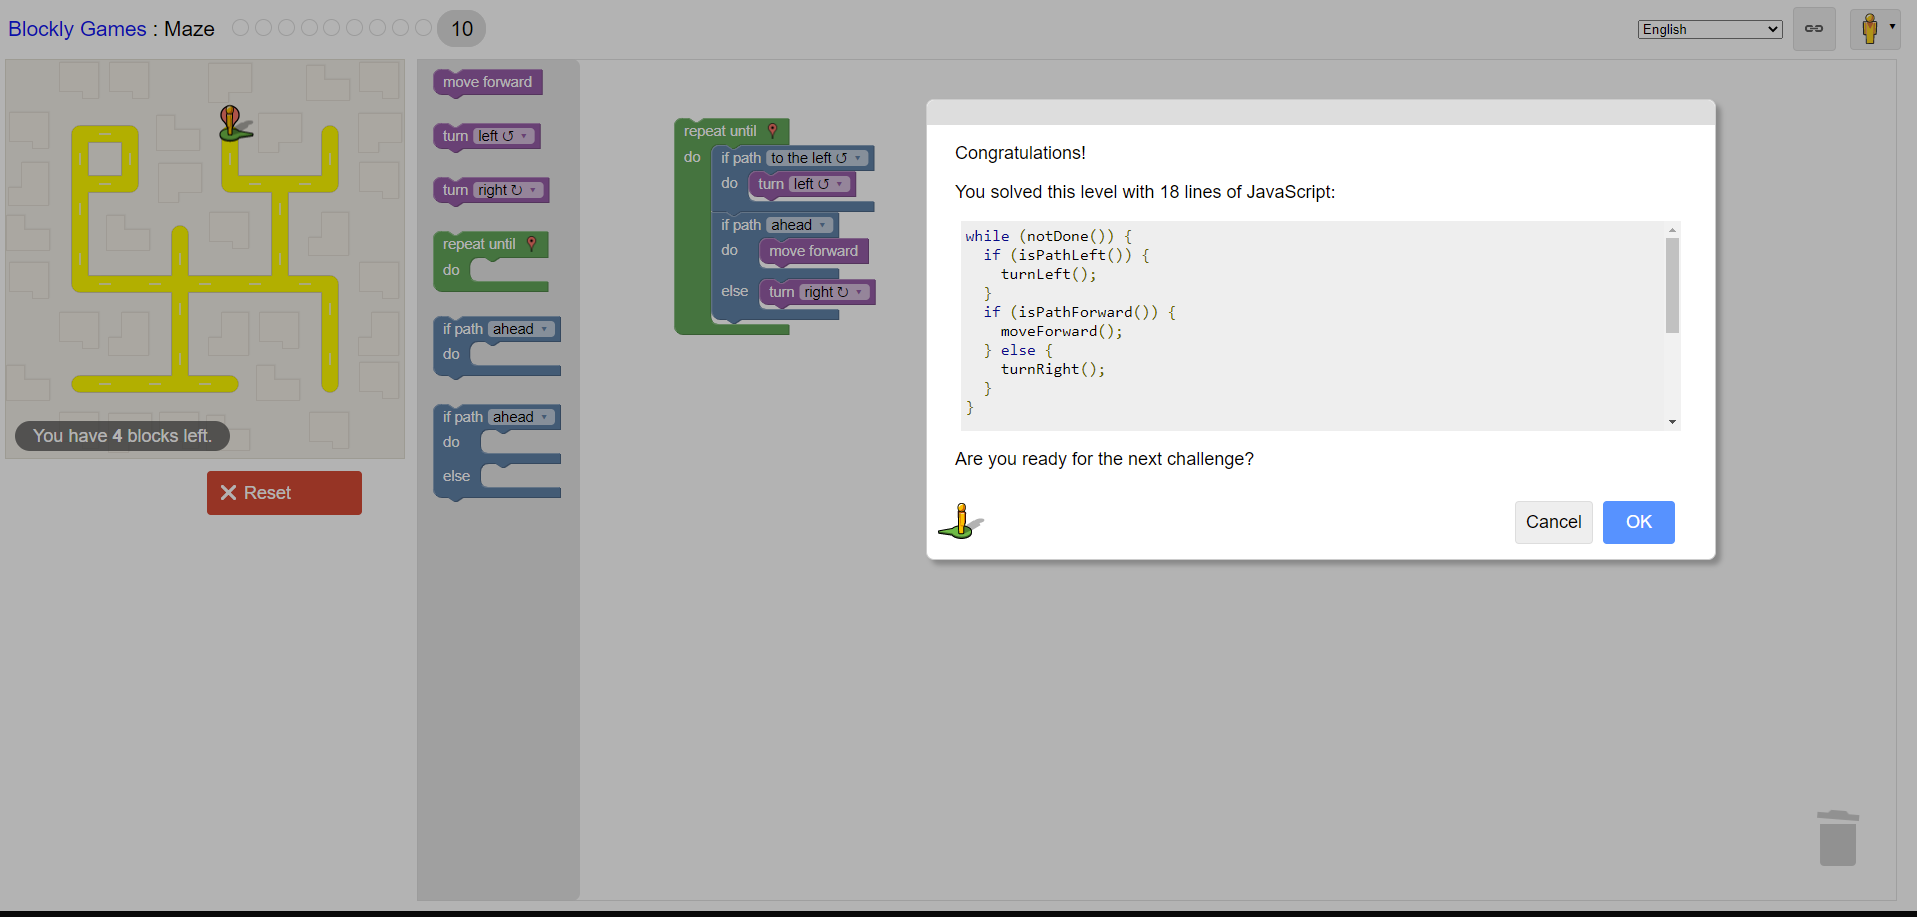 Blockly Games : Maze 10
English
You have 4 blocks left.
Reset
move forward
turn left ↺
turn right ↻
repeat until
do
if path ahead
do
if path ahead
do
else
repeat until
do
if path to the left ↺
do turn left ↺
if path ahead
do move forward
else turn right ↻
Congratulations!
You solved this level with 18 lines of JavaScript:
while (notDone()) {
  if (isPathLeft()) {
    turnLeft();
  }
  if (isPathForward()) {
    moveForward();
  } else {
    turnRight();
  }
}
Are you ready for the next challenge?
Cancel
OK